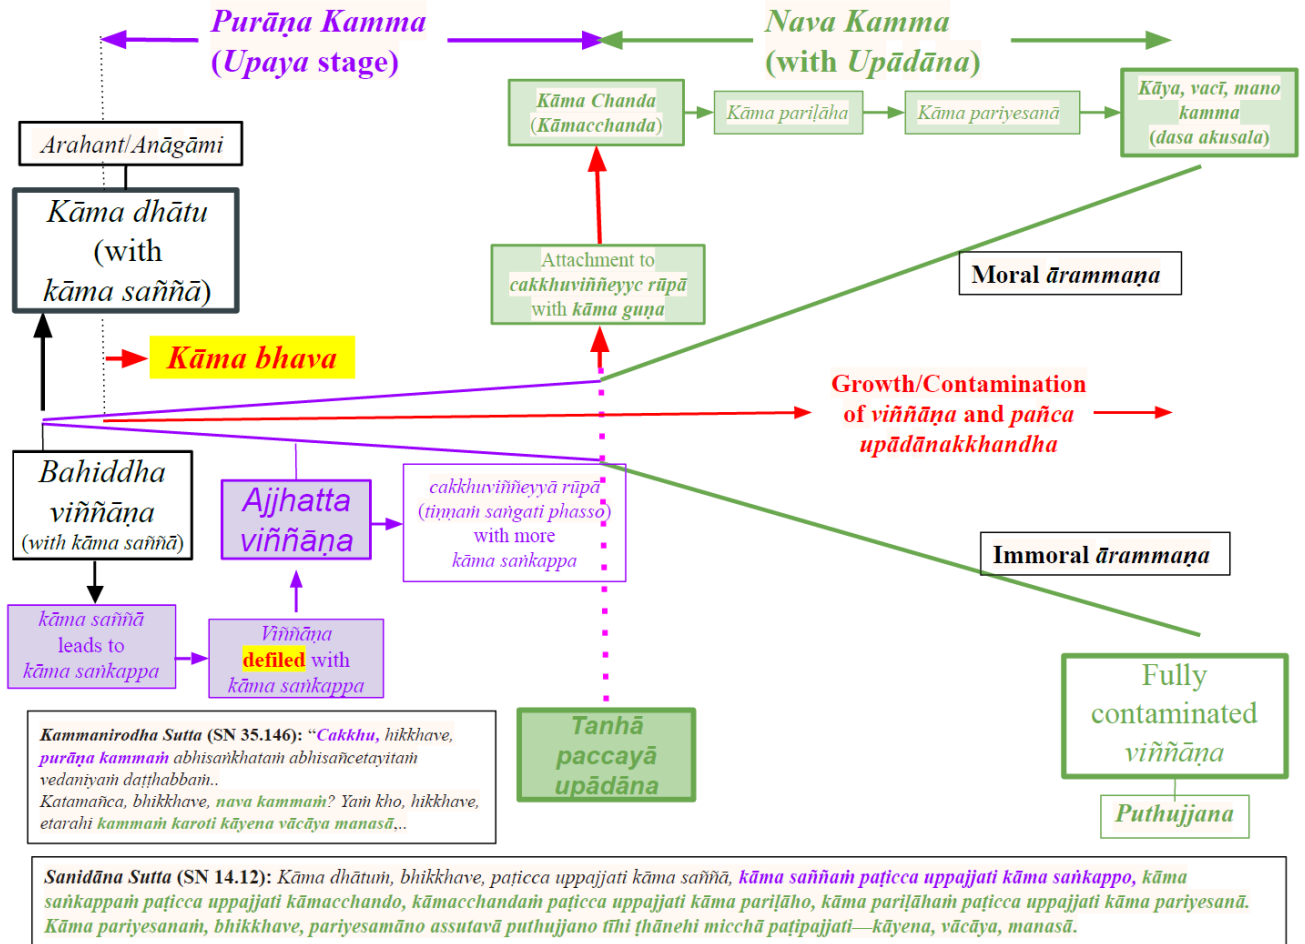 Purāṇa Kamma
(Upaya stage)
Nava Kamma
(with Upādāna)
Kāma Chanda
(Kāmacchanda)
Kāma pariḷāha
Kāma pariyesanā
Kāya, vacī, mano
kamma
(dasa akusala)
Arahant/Anāgāmi
Kāma dhātu
(with
kāma saññā)
Attachment to
cakkhuviññeyyc rūpā
with kāma guṇa
Moral ārammaṇa
Kāma bhava
Growth/Contamination
of viññāṇa and pañca
upādānakkhandha
Bahiddha
viññāṇa
(with kāma saññā)
Ajjhatta
viññāṇa
cakkhuviññeyyā rūpā
(tiṇṇaṁ saṅgati phasso)
with more
kāma saṅkappa
Immoral ārammaṇa
kāma saññā
leads to
kāma saṅkappa
Viññāṇa
defiled with
kāma saṅkappa
Fully
contaminated
viññāṇa
Puthujjana
Tanhā
paccayā
upādāna
Kammanirodha Sutta (SN 35.146): “Cakkhu, hikkhave,
purāṇa kammaṁ abhisaṅkhataṁ abhisañcetayitaṁ
vedaniyaṁ daṭṭhabbaṁ..
Katamañca, bhikkhave, nava kammaṁ? Yaṁ kho, hikkhave,
etarahi kammaṁ karoti kāyena vācāya manasā,..
Sanidāna Sutta (SN 14.12): Kāma dhātuṁ, bhikkhave, paṭicca uppajjati kāma saññā, kāma saññaṁ paṭicca uppajjati kāma saṅkappo, kāma
saṅkappaṁ paṭicca uppajjati kāmacchando, kāmacchandaṁ paṭicca uppajjati kāma pariḷāho, kāma pariḷāhaṁ paṭicca uppajjati kāma pariyesanā.
Kāma pariyesanaṁ, bhikkhave, pariyesamāno assutavā puthujjano tīhi ṭhānehi micchā paṭipajjati—kāyena, vācāya, manasā.